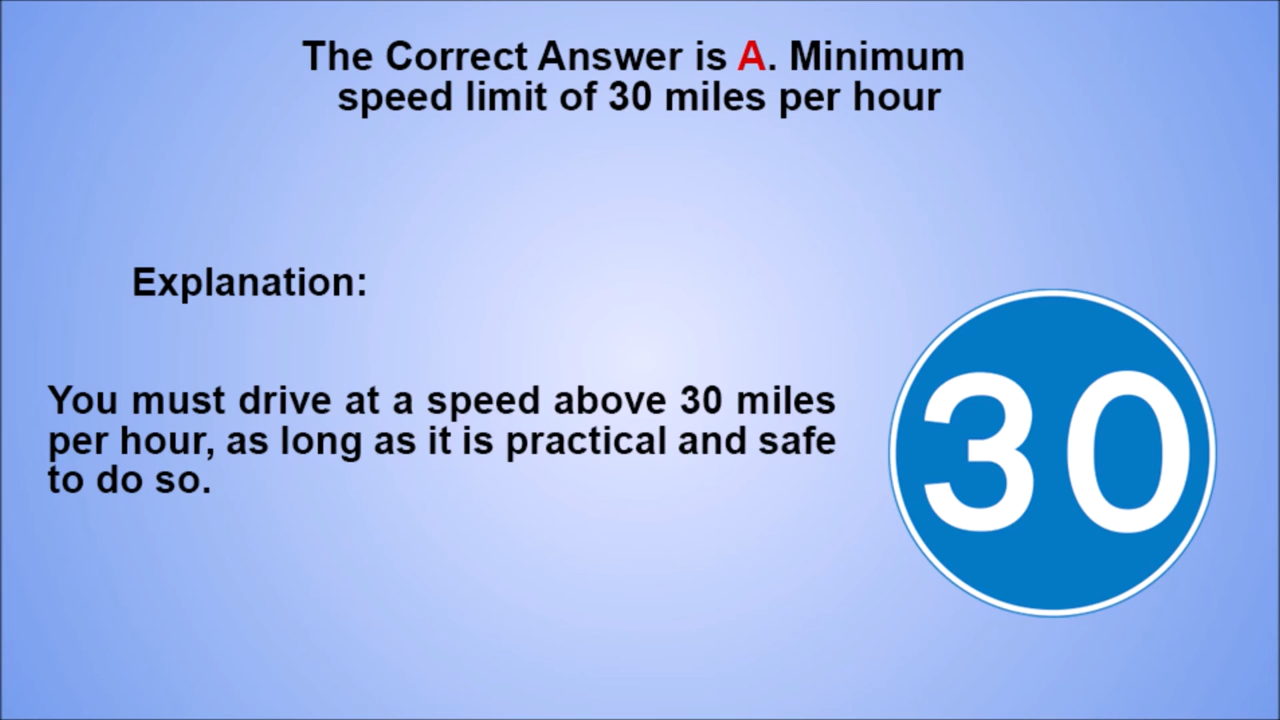 The Correct Answer is A. Minimum
speed limit of 30 miles per hour
Explanation:
You must drive at a speed above 30 miles
per hour, as long as it is practical and safe
to do so.
30